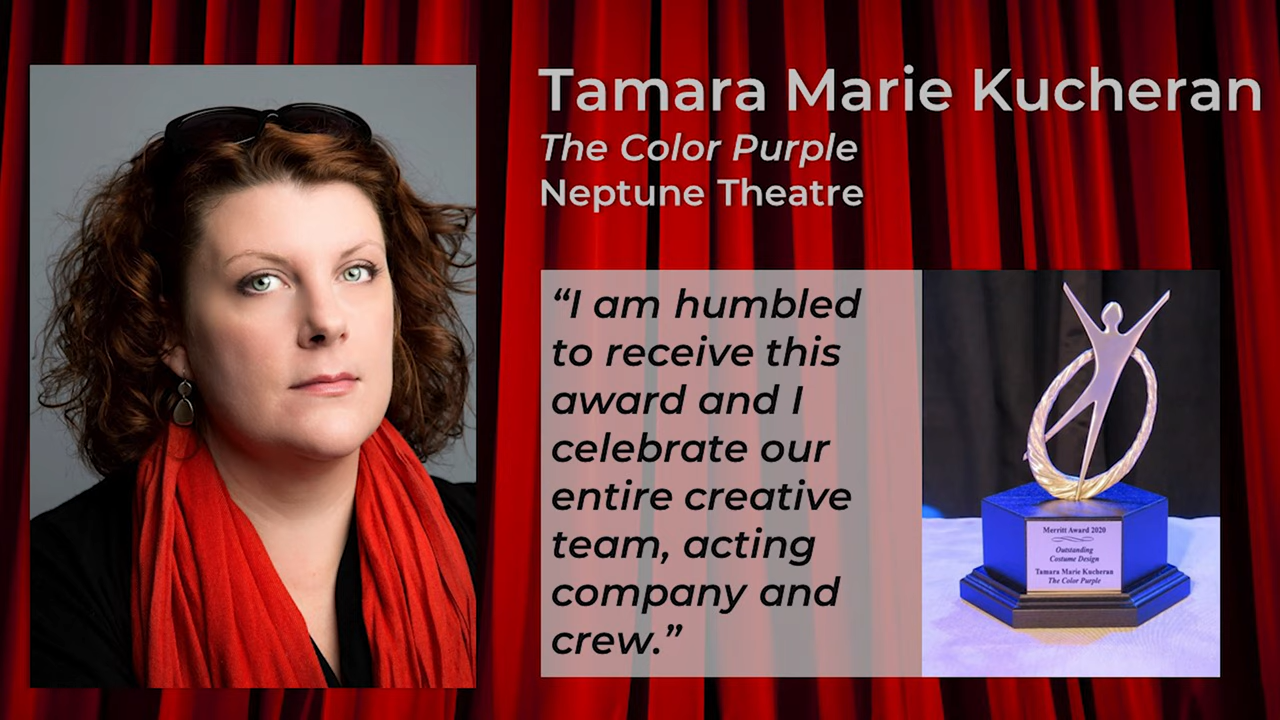 Tamara Marie Kucheran
The Color Purple
Neptune Theatre
“I am humbled
to receive this
award and I
celebrate our
entire creative
team, acting
company and
crew.”
Merritt Award 2020
Outstanding
Costume Design
Tamara Marie Kucheran
The Color Purple